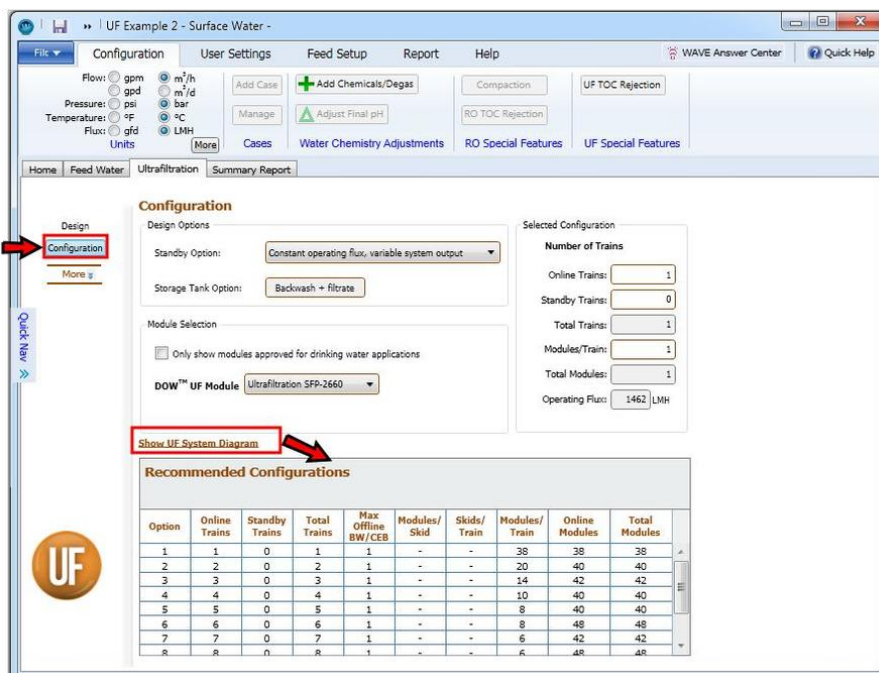 UF Example 2 - Surface Water -
File Configuration User Settings Feed Setup Report Help WAVE Answer Center Quick Help
Flow: gpm m³/h
gpd m³/d
Pressure: psi bar
Temperature: °F °C
Flux: gfd LMH
Units More
Add Case
Manage
Cases
Add Chemicals/Degas
Adjust Final pH
Water Chemistry Adjustments
Compaction
RO TOC Rejection
RO Special Features
UF TOC Rejection
UF Special Features
Home Feed Water Ultrafiltration Summary Report
Design
Configuration
More
Quick Nav
Configuration
Design Options
Standby Option: Constant operating flux, variable system output
Storage Tank Option: Backwash + filtrate
Module Selection
Only show modules approved for drinking water applications
DOW™ UF Module Ultrafiltration SFP-2660
Selected Configuration
Number of Trains
Online Trains: 1
Standby Trains: 0
Total Trains: 1
Modules/Train: 1
Total Modules: 1
Operating Flux: 1462 LMH
Show UF System Diagram
Recommended Configurations
Option Online Trains Standby Trains Total Trains Max Offline BW/CEB Modules/Skid Skids/Train Modules/Train Online Modules Total Modules
1 1 0 1 1 - - 38 38 38
2 2 0 2 1 - - 20 40 40
3 3 0 3 1 - - 14 42 42
4 4 0 4 1 - - 10 40 40
5 5 0 5 1 - - 8 40 40
6 6 0 6 1 - - 8 48 48
7 7 0 7 1 - - 6 42 42
8 8 0 8 1 - - 6 48 48
UF